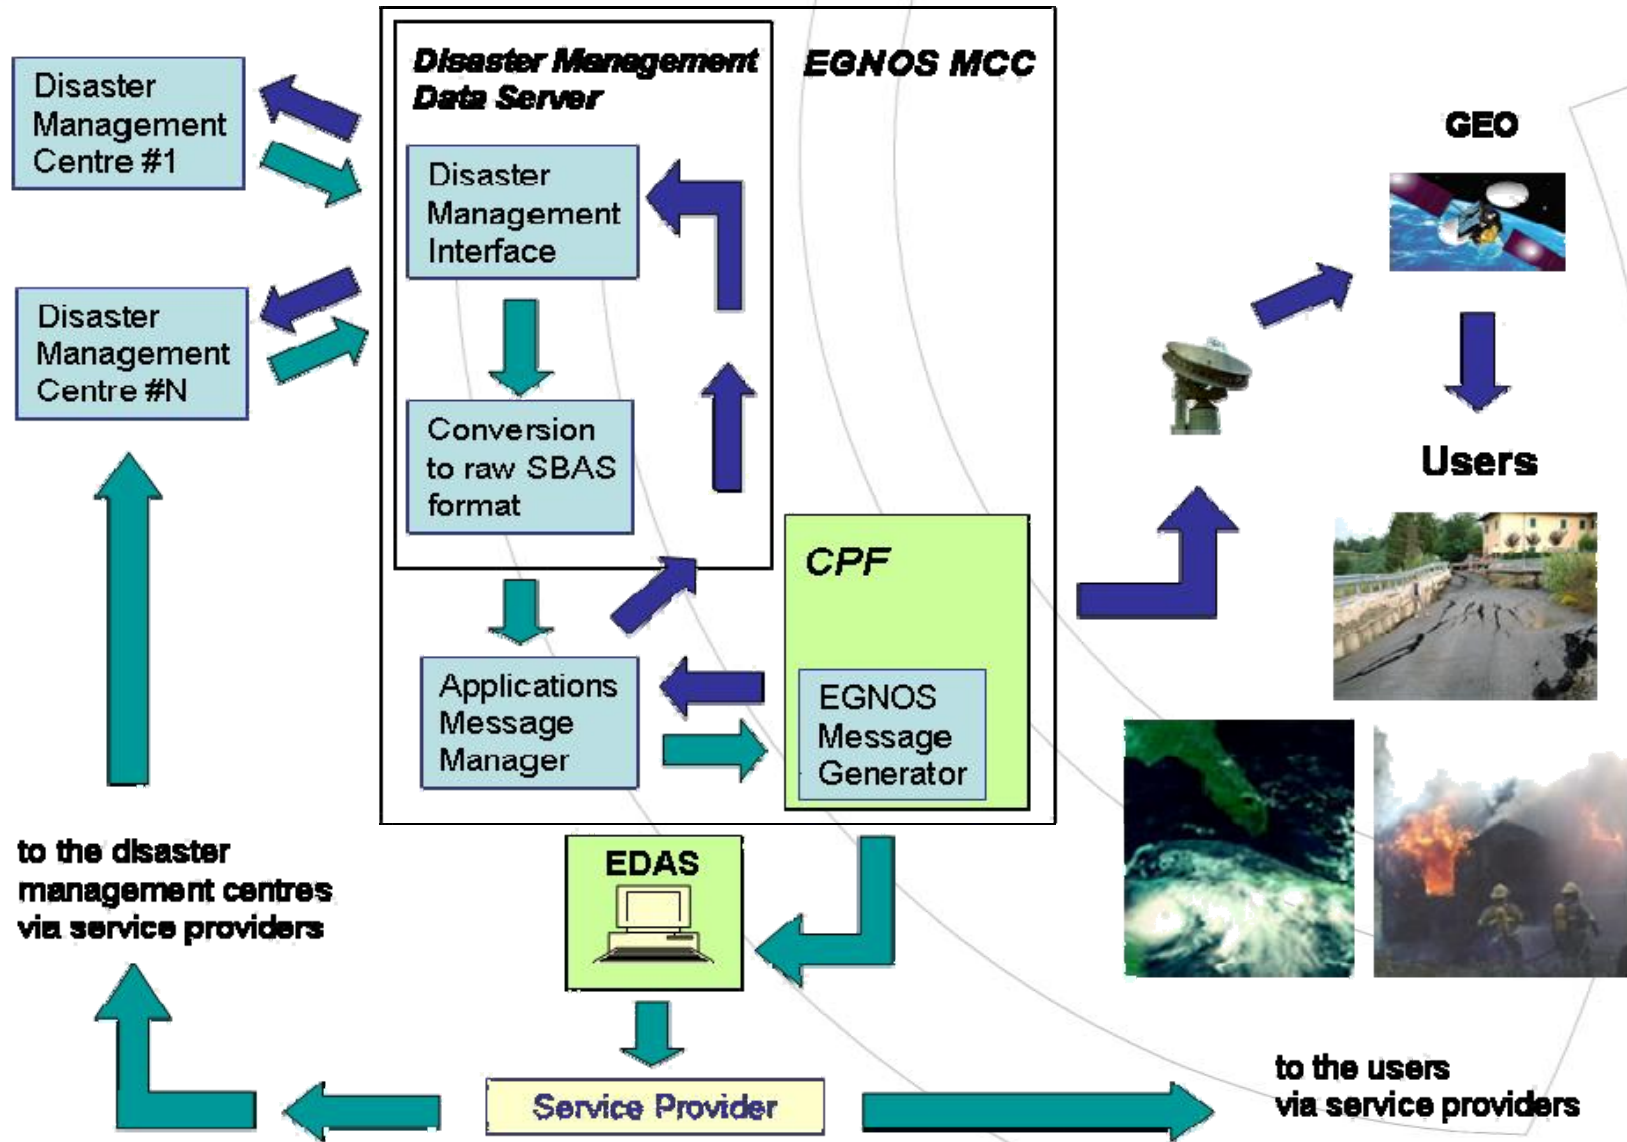 Disaster Management
Data Server
EGNOS MCC
Disaster
Management
Centre #1
GEO
Disaster
Management
Interface
Disaster
Management
Centre #N
Conversion
to raw SBAS
format
Users
CPF
Applications
Message
Manager
EGNOS
Message
Generator
to the disaster
management centres
via service providers
EDAS
Service Provider
to the users
via service providers